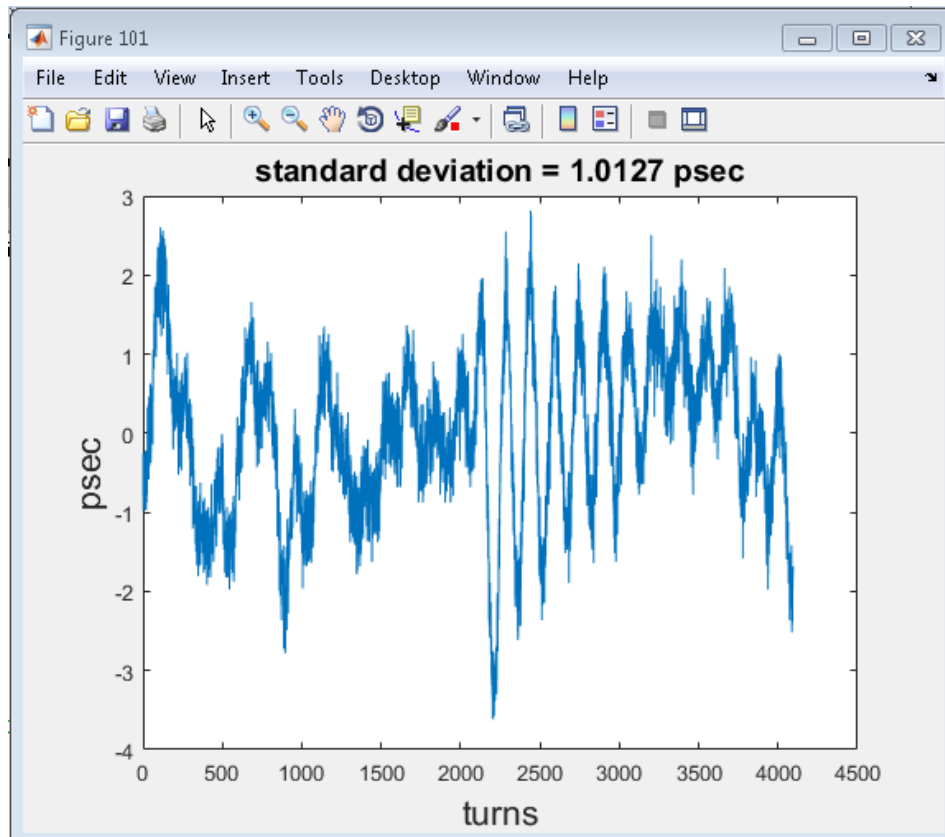 Figure 101
File Edit View Insert Tools Desktop Window Help
standard deviation = 1.0127 psec
3
2
1
0
-1
-2
-3
-4
psec
0 500 1000 1500 2000 2500 3000 3500 4000 4500
turns